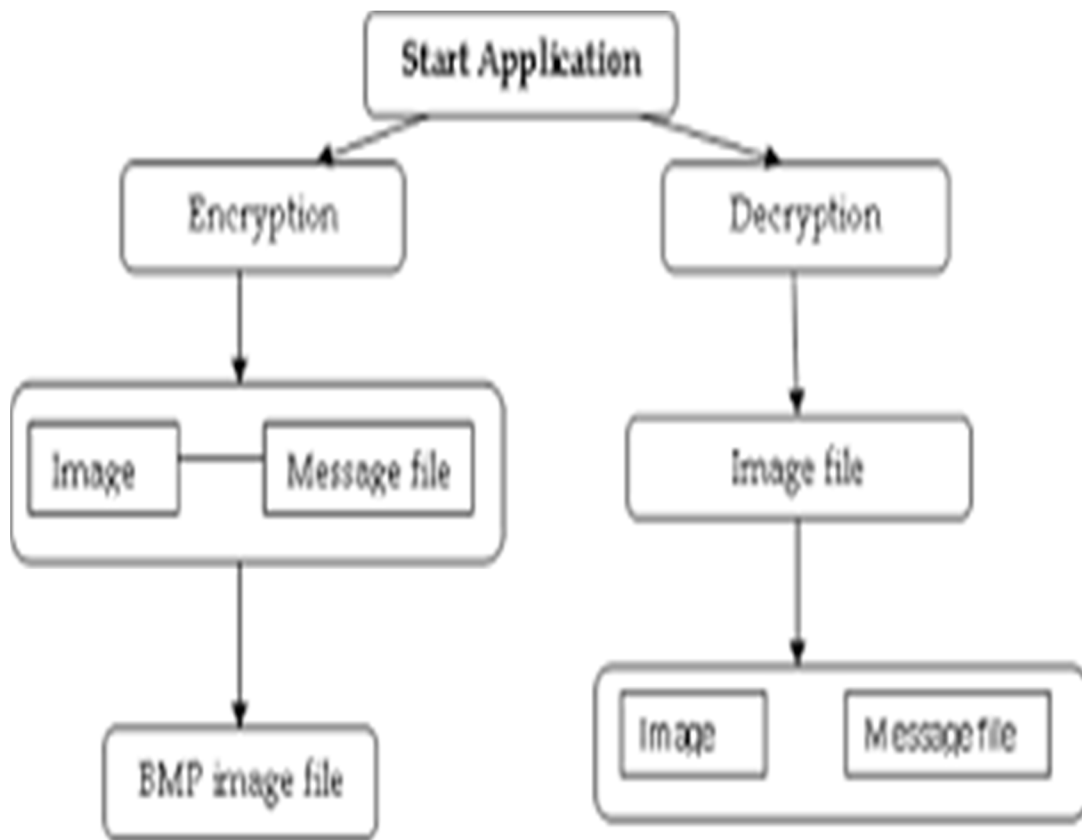 Start Application
Encryption
Decryption
Image
Message file
Image file
BMP image file
Image
Message file